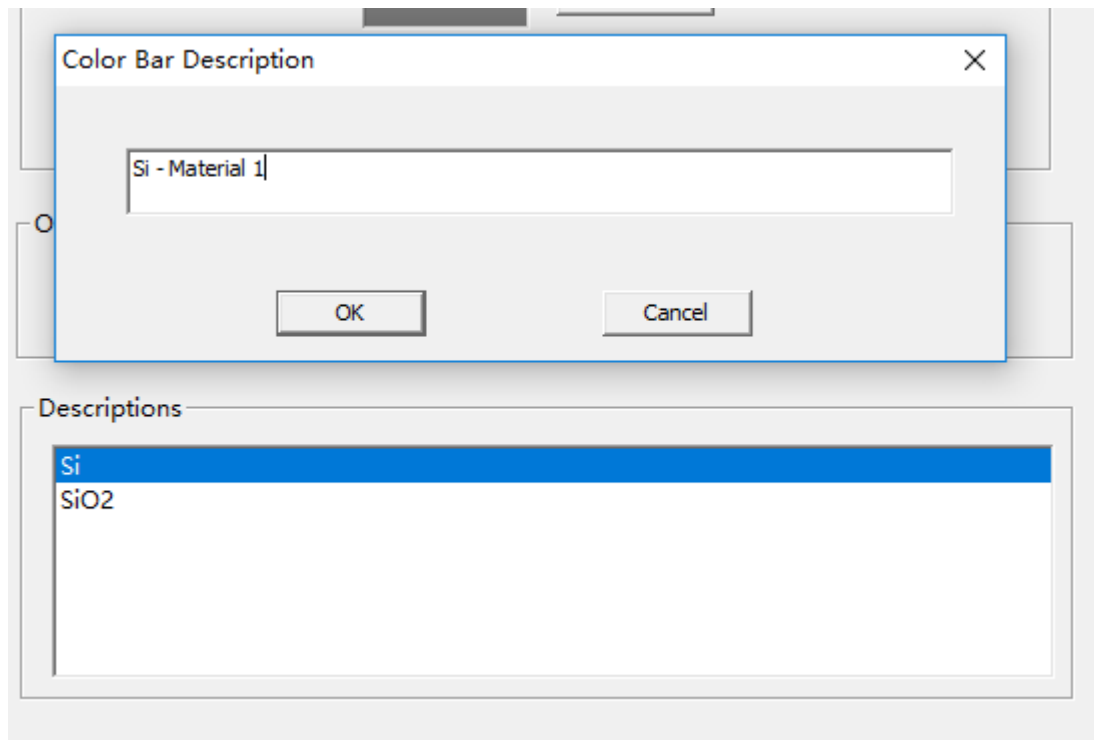 Color Bar Description
Si - Material 1
O
OK
Cancel
Descriptions
Si
SiO2